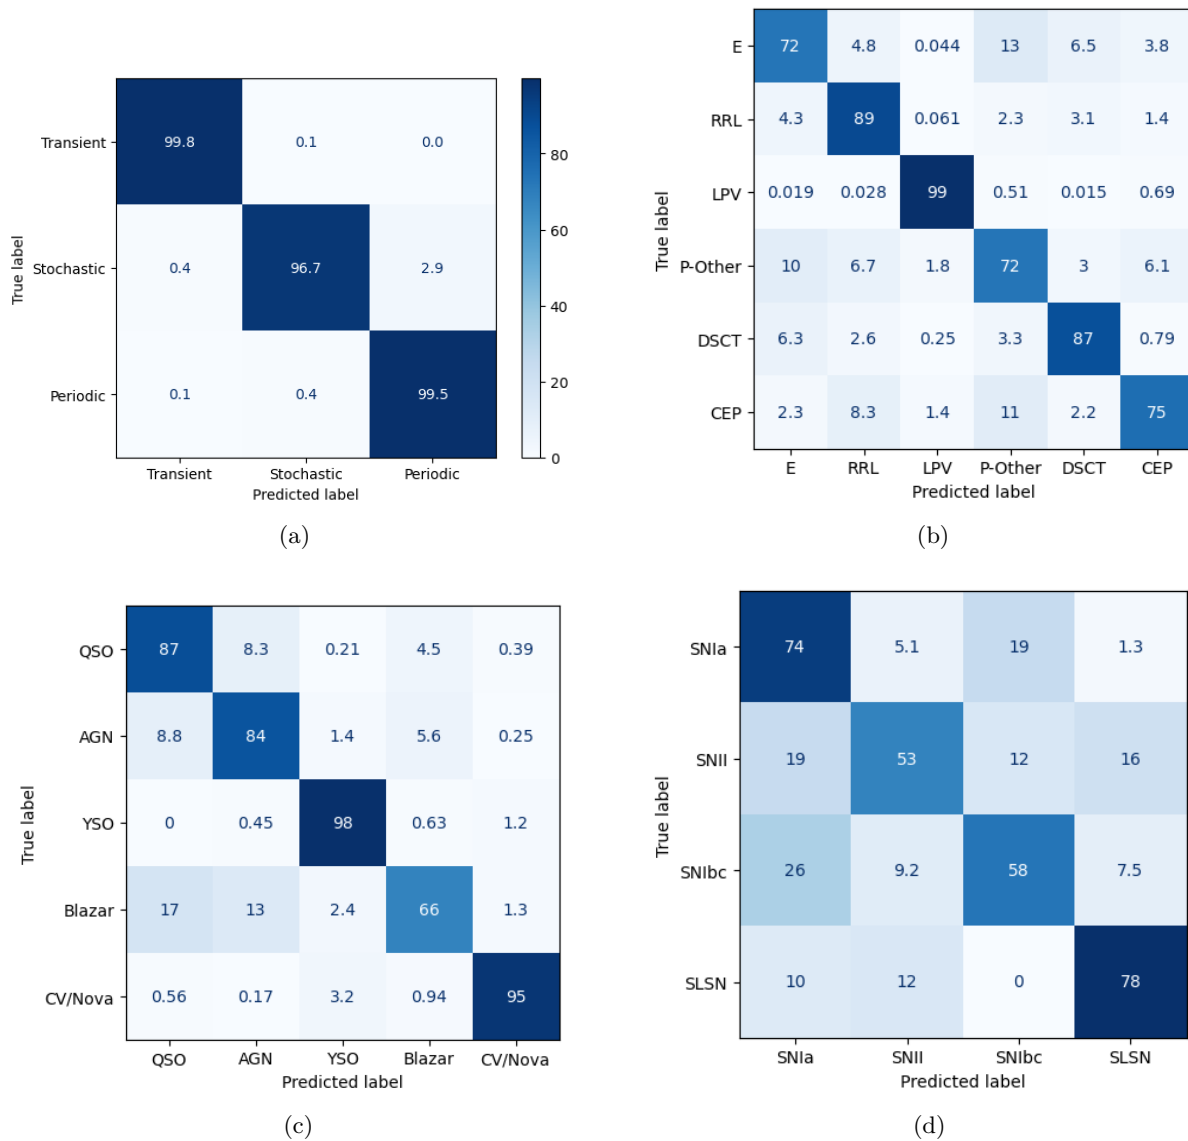 Transient 99.8 0.1 0.0
Stochastic 0.4 96.7 2.9
Periodic 0.1 0.4 99.5
Transient Stochastic Periodic
Predicted label
True label
80
60
40
20
0
(a)
E 72 4.8 0.044 13 6.5 3.8
RRL 4.3 89 0.061 2.3 3.1 1.4
LPV 0.019 0.028 99 0.51 0.015 0.69
P-Other 10 6.7 1.8 72 3 6.1
DSCT 6.3 2.6 0.25 3.3 87 0.79
CEP 2.3 8.3 1.4 11 2.2 75
E RRL LPV P-Other DSCT CEP
Predicted label
True label
(b)
QSO 87 8.3 0.21 4.5 0.39
AGN 8.8 84 1.4 5.6 0.25
YSO 0 0.45 98 0.63 1.2
Blazar 17 13 2.4 66 1.3
CV/Nova 0.56 0.17 3.2 0.94 95
QSO AGN YSO Blazar CV/Nova
Predicted label
True label
(c)
SNIa 74 5.1 19 1.3
SNII 19 53 12 16
SNIbc 26 9.2 58 7.5
SLSN 10 12 0 78
SNIa SNII SNIbc SLSN
Predicted label
True label
(d)